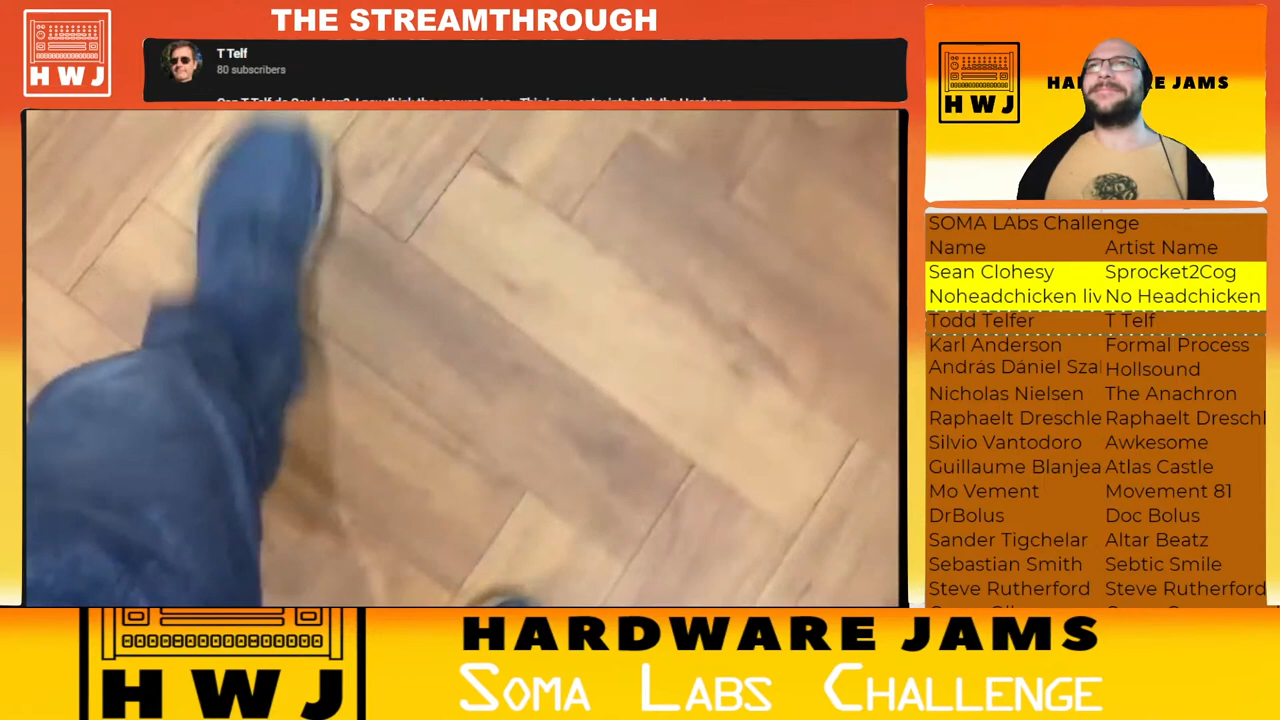 THE STREAMTHROUGH
HWJ
T Telf
80 subscribers
HWJ
HARDWARE JAMS
SOMA LAbs Challenge
Name Artist Name
Sean Clohesy Sprocket2Cog
Noheadchicken liv No Headchicken
Todd Telfer T Telf
Karl Anderson Formal Process
András Dániel Sza Hollsound
Nicholas Nielsen The Anachron
Raphaelt Dreschle Raphaelt Dreschl
Silvio Vantodoro Awkesome
Guillaume Blanjea Atlas Castle
Mo Vement Movement 81
DrBolus Doc Bolus
Sander Tigchelar Altar Beatz
Sebastian Smith Sebtic Smile
Steve Rutherford Steve Rutherford
HWJ
HARDWARE JAMS
SOMA LABS CHALLENGE